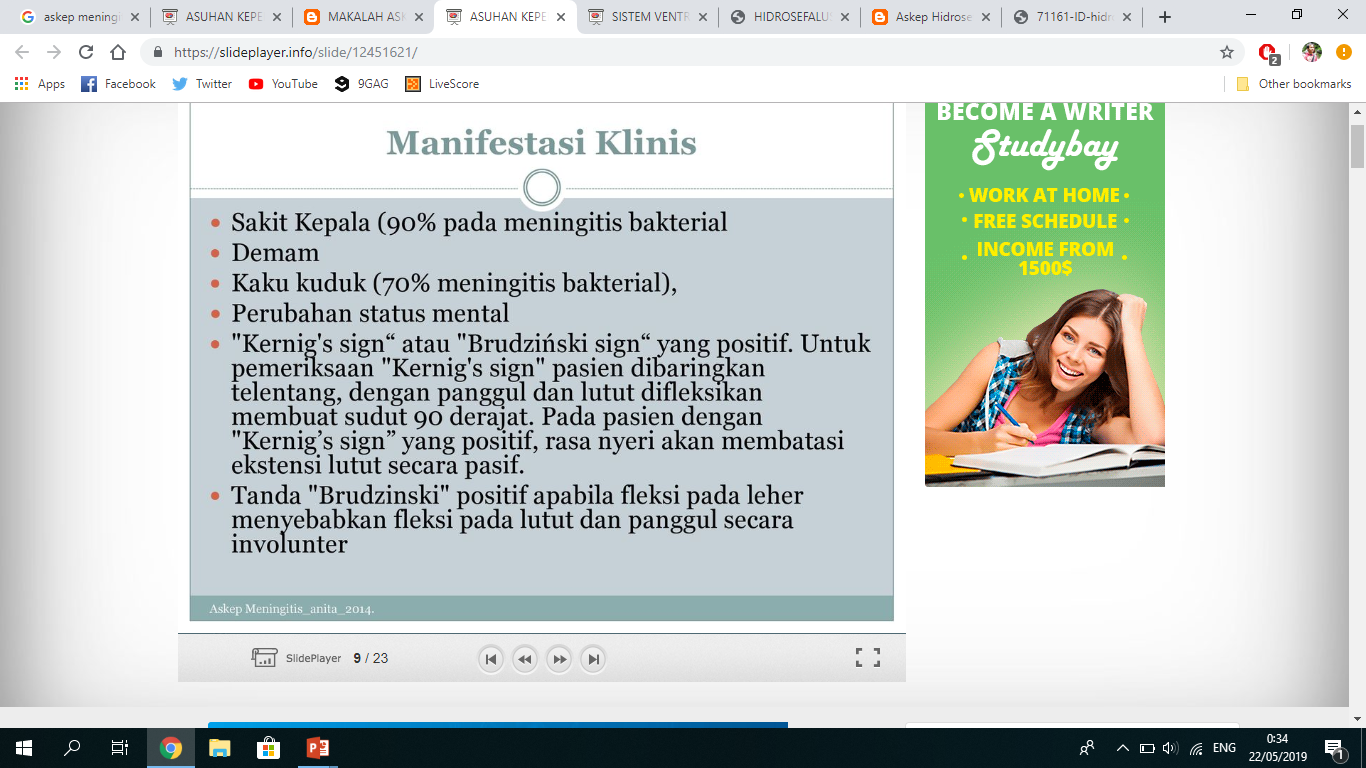 askep meningi
ASUHAN KEPE
MAKALAH ASK
ASUHAN KEPE
SISTEM VENTR
HIDROSEFALUS
Askep Hidrose
71161-ID-hidr
https://slideplayer.info/slide/12451621/
2
Apps
Facebook
Twitter
YouTube
9GAG
LiveScore
Other bookmarks
Manifestasi Klinis
• Sakit Kepala (90% pada meningitis bakterial
• Demam
• Kaku kuduk (70% meningitis bakterial),
• Perubahan status mental
• "Kernig's sign“ atau "Brudziński sign“ yang positif. Untuk
pemeriksaan "Kernig's sign" pasien dibaringkan
telentang, dengan panggul dan lutut difleksikan
membuat sudut 90 derajat. Pada pasien dengan
"Kernig’s sign” yang positif, rasa nyeri akan membatasi
ekstensi lutut secara pasif.
• Tanda "Brudzinski" positif apabila fleksi pada leher
menyebabkan fleksi pada lutut dan panggul secara
involunter
Askep Meningitis_anita_2014.
SlidePlayer 9 / 23
BECOME A WRITER
Studybay
• WORK AT HOME •
• FREE SCHEDULE •
• INCOME FROM •
1500$
ENG
0:34
22/05/2019
1